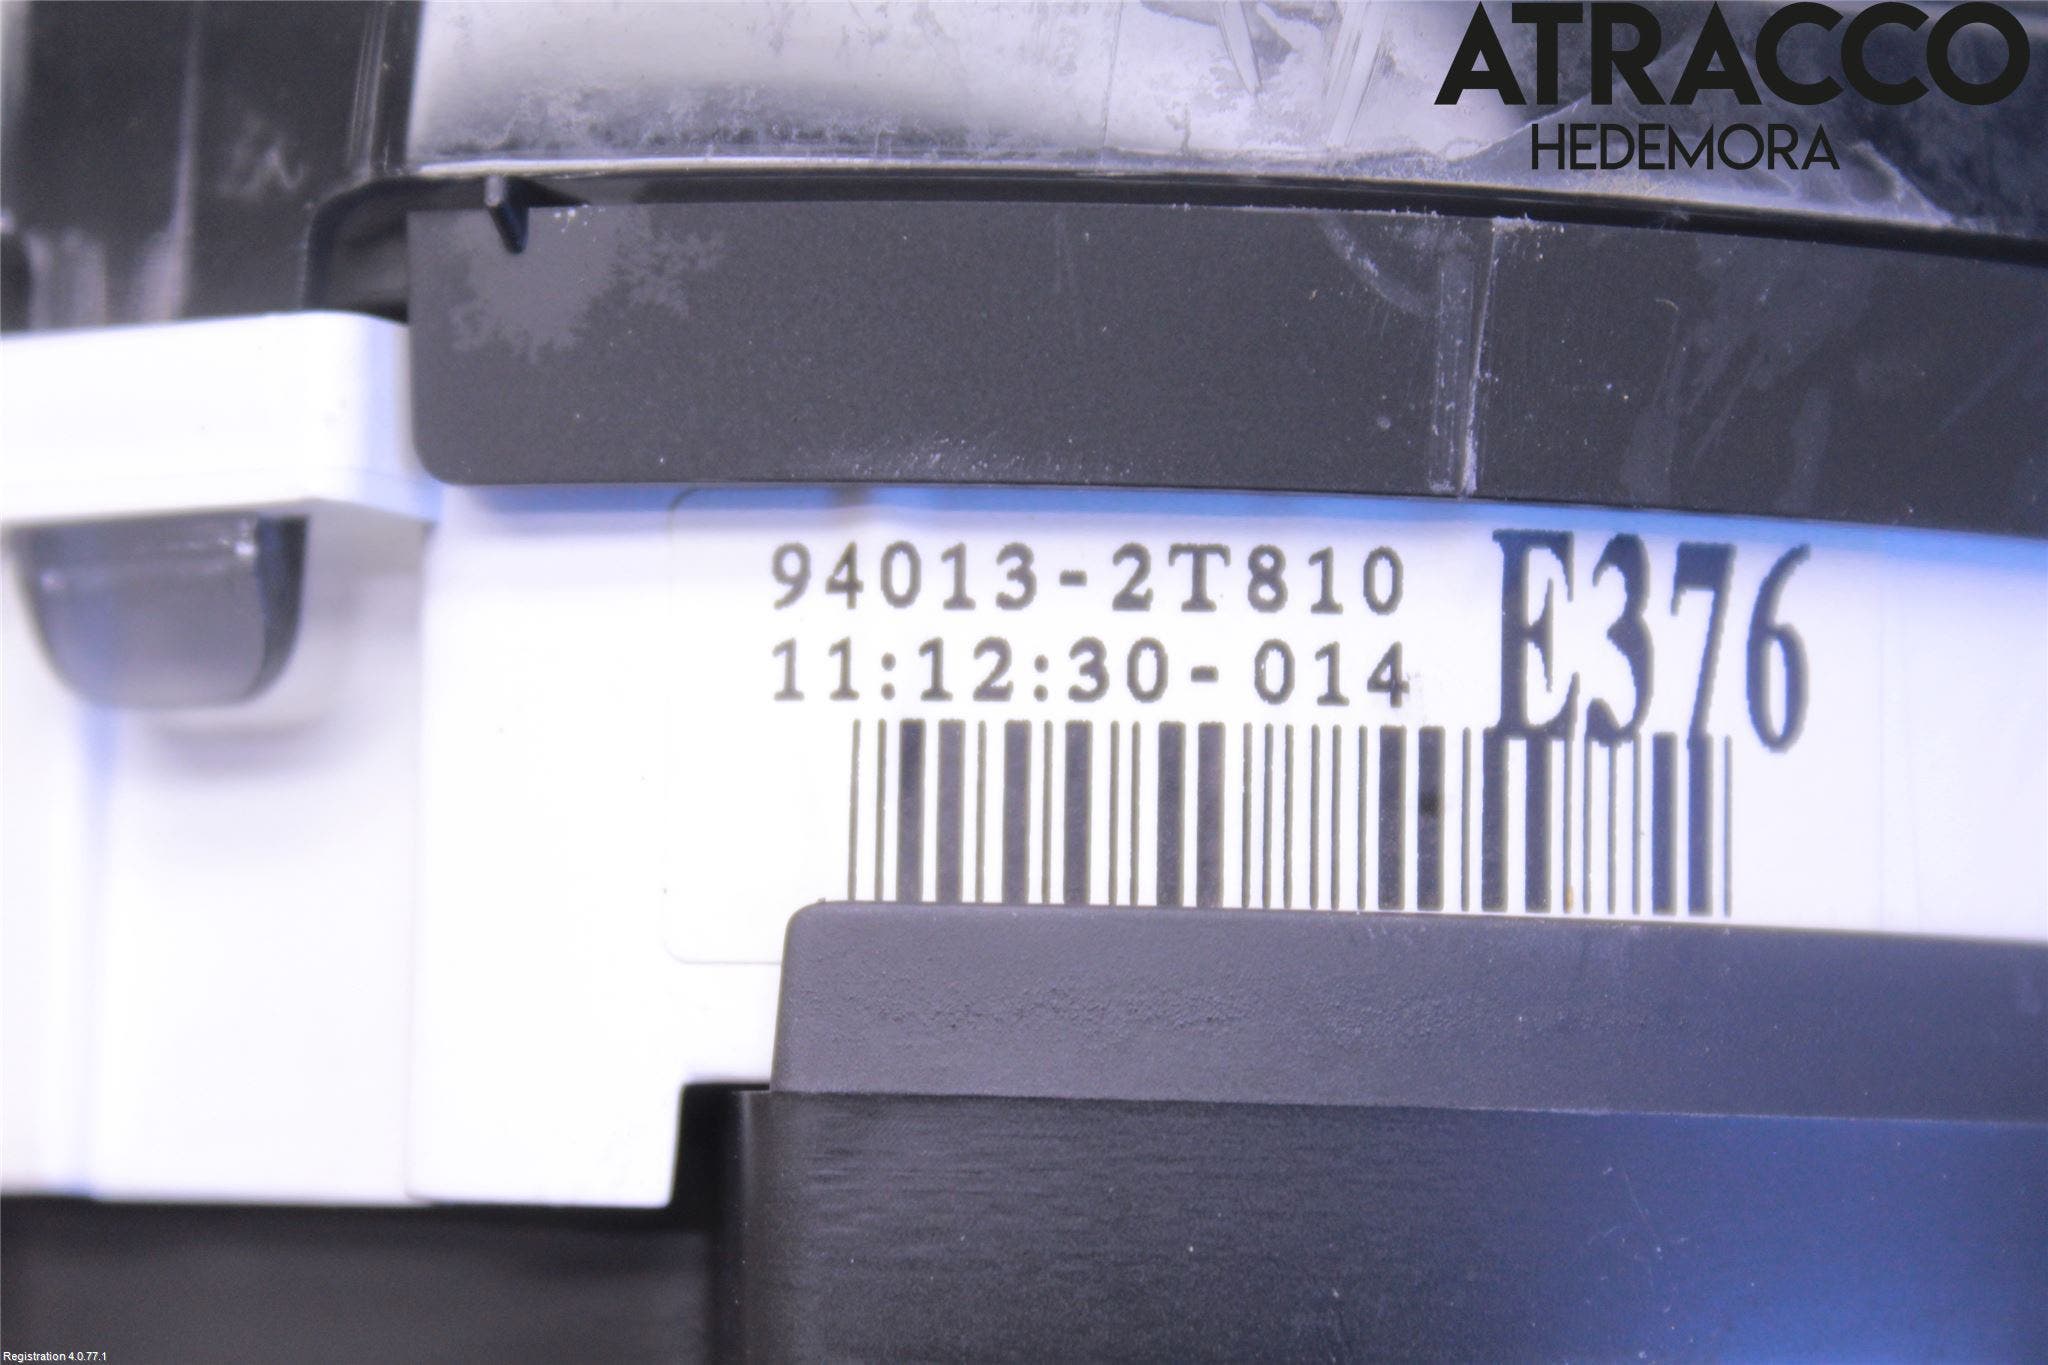 ATRACCO
HEDEMORA
94013-2T810
11:12:30-014
E376
Registration 4.0.77.1